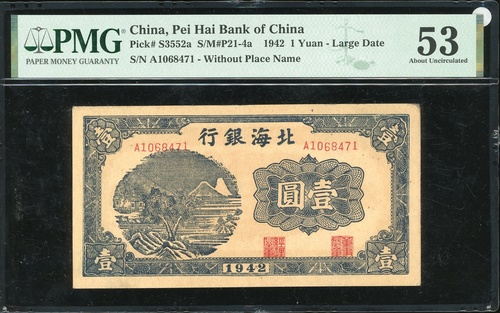 PMG
PAPER MONEY GUARANTY
China, Pei Hai Bank of China
Pick# S3552a S/M#P21-4a 1942 1 Yuan - Large Date
S/N A1068471 - Without Place Name
53
About Uncirculated
壹 壹
行銀海北
A1068471 A1068471
圓壹
壹 壹
1942